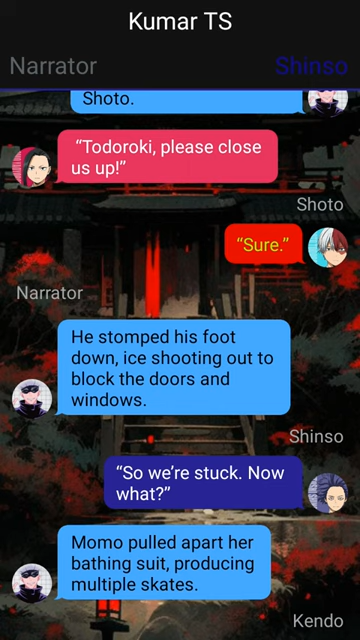 Kumar TS
Narrator
Shinso
Shoto.
“Todoroki, please close
us up!”
Shoto
“Sure.”
Narrator
He stomped his foot
down, ice shooting out to
block the doors and
windows.
Shinso
“So we’re stuck. Now
what?”
Momo pulled apart her
bathing suit, producing
multiple skates.
Kendo